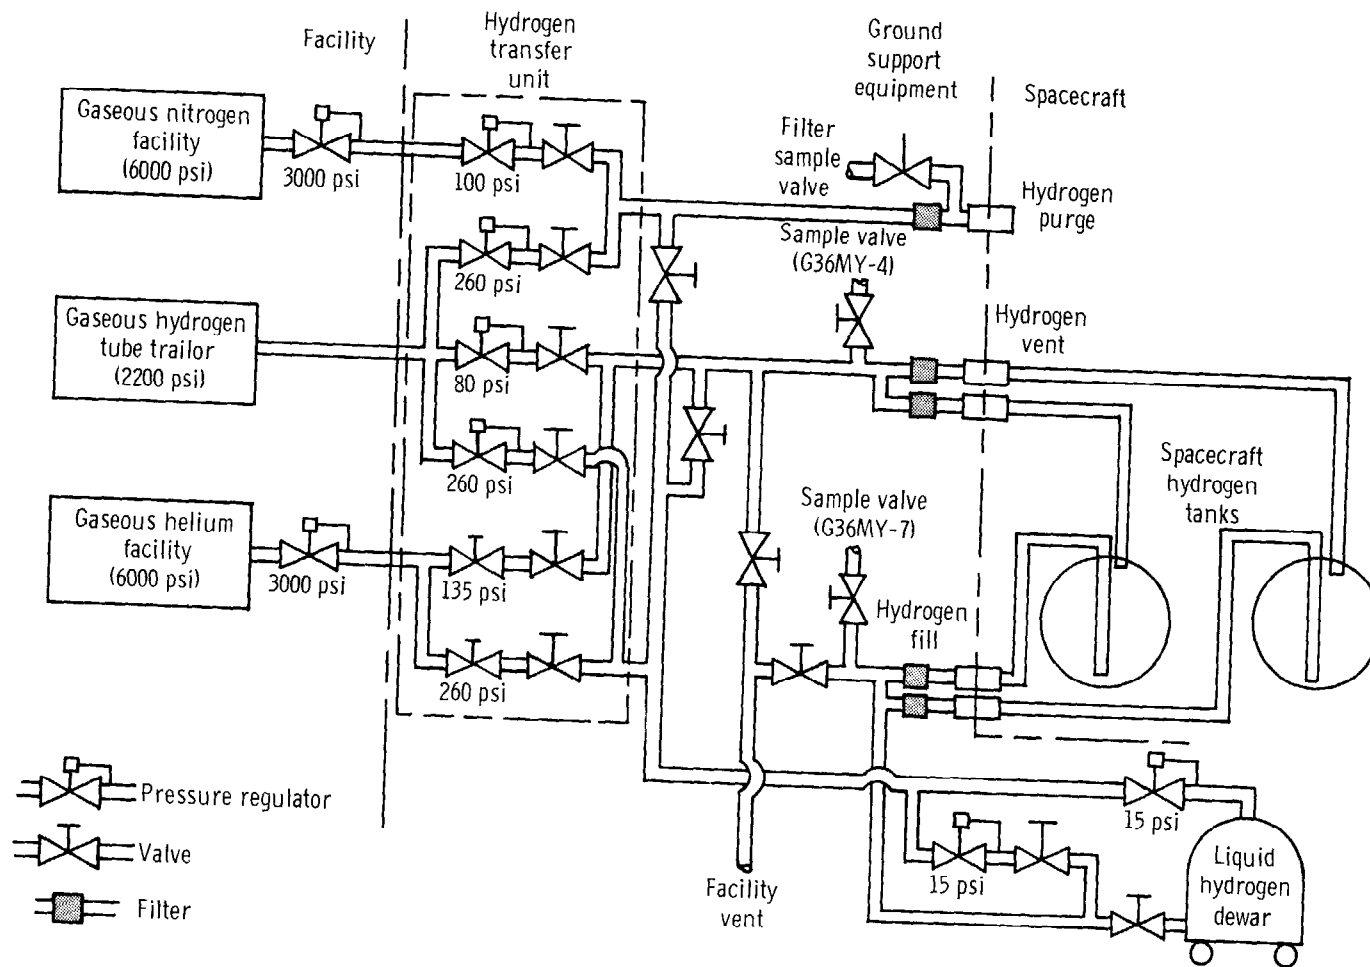 Facility
Hydrogen
transfer
unit
Ground
support
equipment
Spacecraft
Gaseous nitrogen
facility
(6000 psi)
3000 psi
100 psi
Filter
sample
valve
Hydrogen
purge
260 psi
Sample valve
(G36MY-4)
Gaseous hydrogen
tube trailor
(2200 psi)
80 psi
Hydrogen
vent
260 psi
Spacecraft
hydrogen
tanks
Gaseous helium
facility
(6000 psi)
3000 psi
135 psi
Sample valve
(G36MY-7)
Hydrogen
fill
260 psi
Pressure regulator
Valve
Filter
Facility
vent
15 psi
15 psi
Liquid
hydrogen
dewar